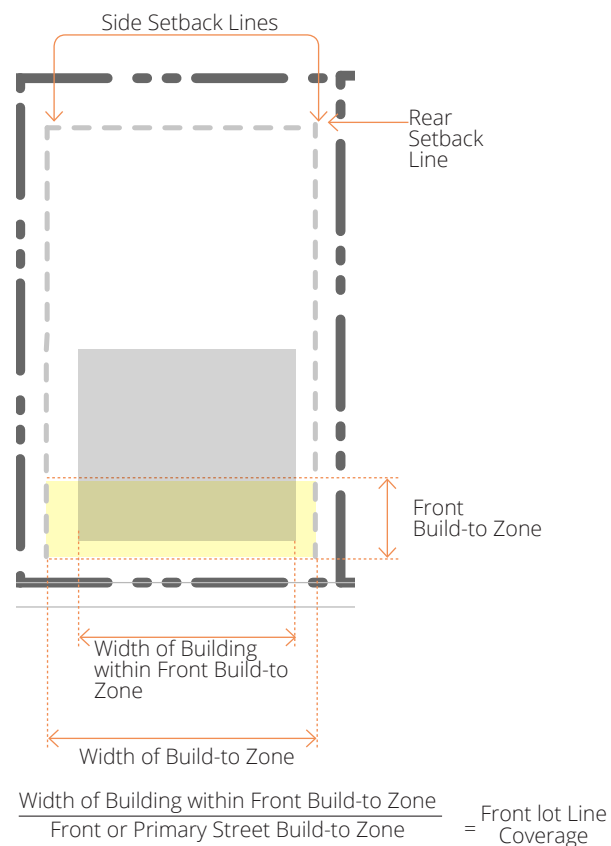 Side Setback Lines
Rear
Setback
Line
Front
Build-to Zone
Width of Building
within Front Build-to
Zone
Width of Build-to Zone
Width of Building within Front Build-to Zone
Front or Primary Street Build-to Zone
= Front lot Line
Coverage